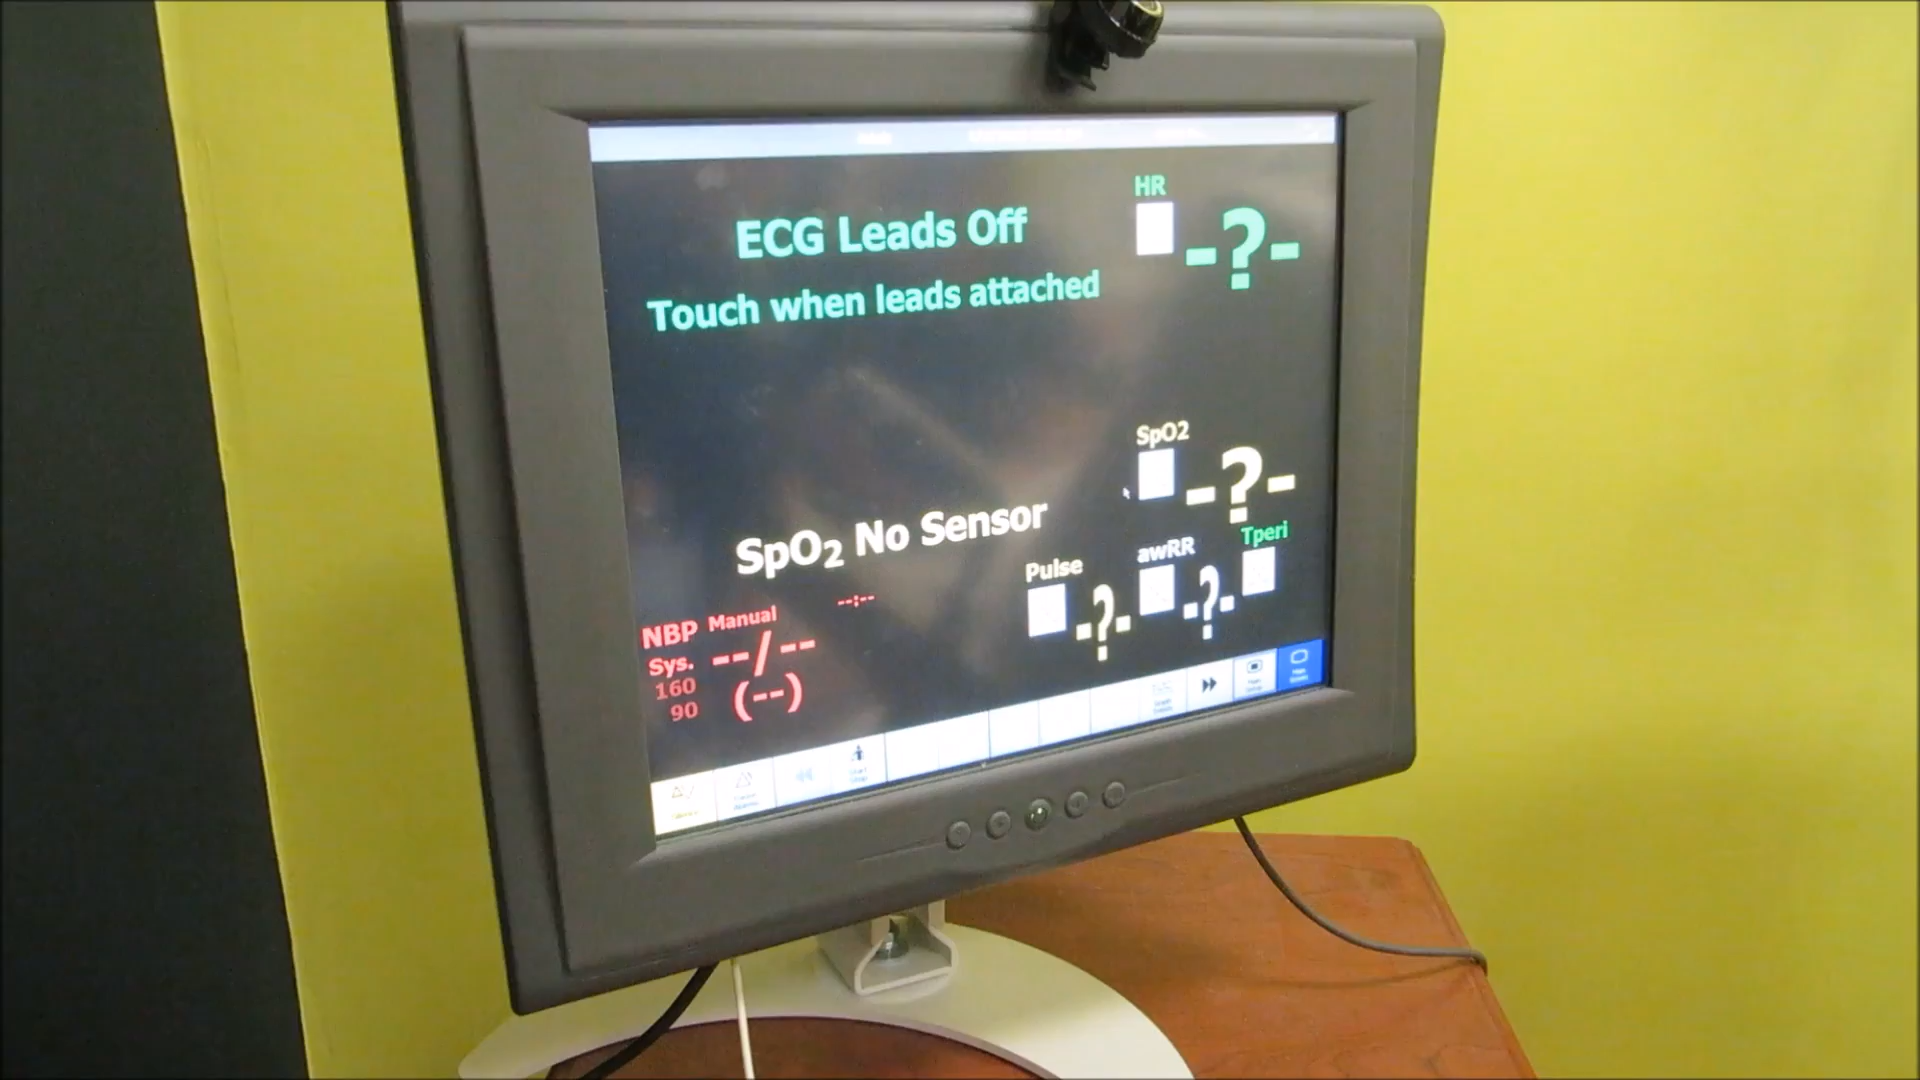 HR
-?-
ECG Leads Off
Touch when leads attached
SpO2
-?-
SpO₂ No Sensor
Tperi
awRR
-?-
Pulse
-?-
NBP Manual --:--
Sys. --/--
160
90 (--)
Start